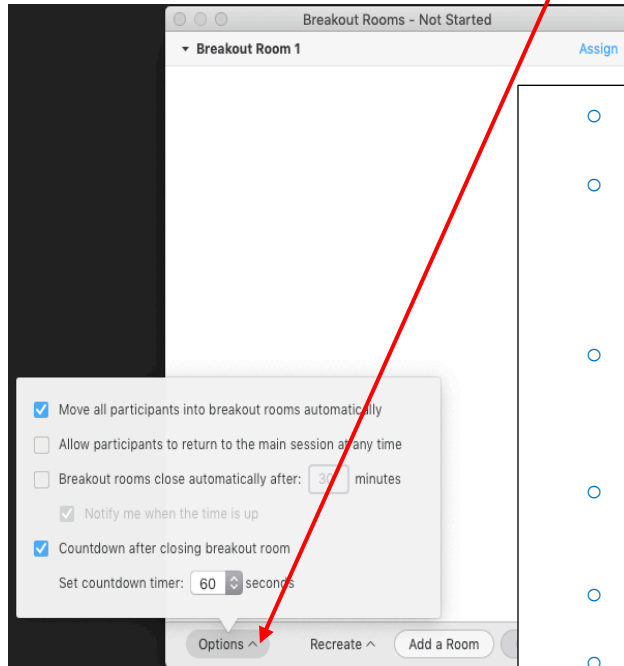 Breakout Rooms - Not Started
Breakout Room 1 Assign
Move all participants into breakout rooms automatically
Allow participants to return to the main session at any time
Breakout rooms close automatically after: 30 minutes
Notify me when the time is up
Countdown after closing breakout room
Set countdown timer: 60 seconds
Options Recreate Add a Room